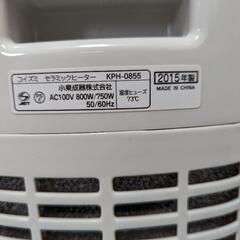 コイズミ セラミックヒーター KPH-0855
小泉成器株式会社
AC100V 800W/750W
50/60Hz
温度ヒューズ
73℃
2015年製
MADE IN CHINA